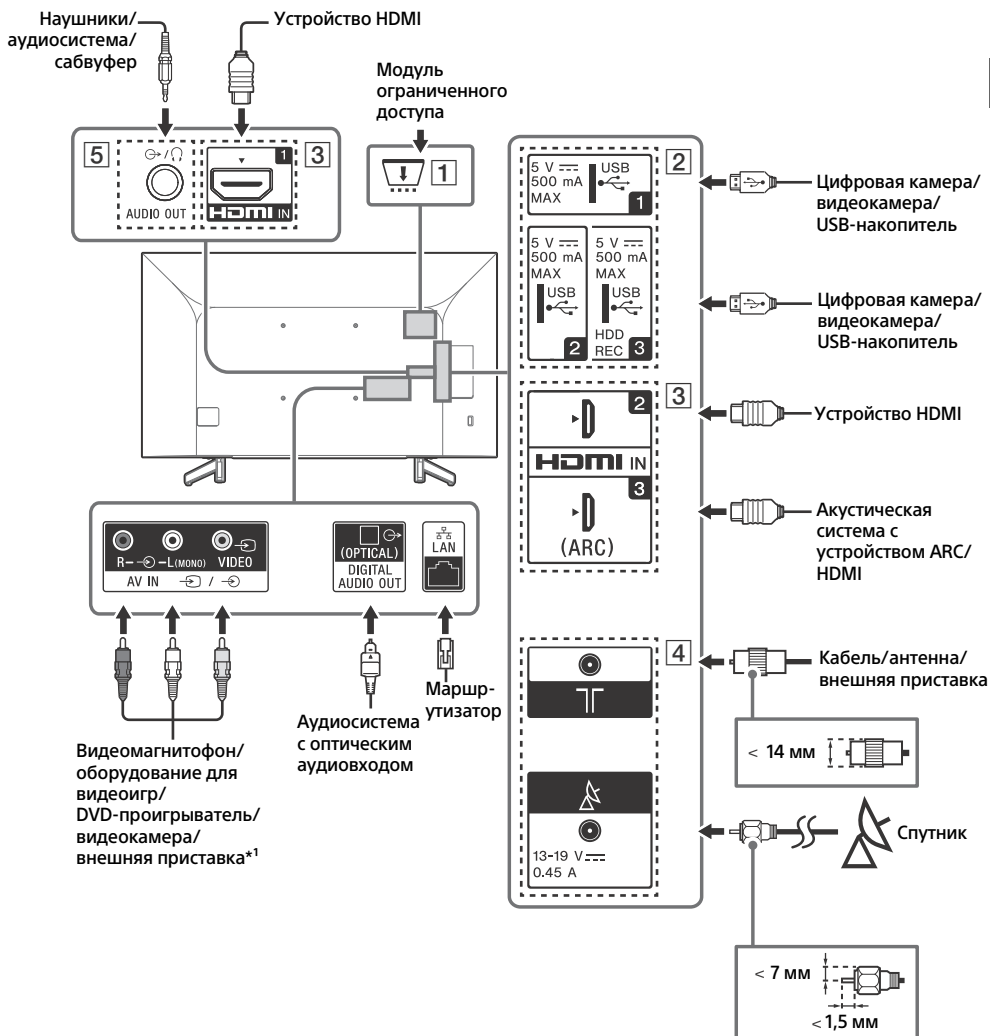 Наушники/
аудиосистема/
сабвуфер
Устройство HDMI
Модуль
ограниченного
доступа
5
AUDIO OUT
1
3
HDMI IN
1
2
5 V
500 mA
MAX
USB
1
Цифровая камера/
видеокамера/
USB-накопитель
5 V
500 mA
MAX
USB
2
5 V
500 mA
MAX
USB
HDD
REC 3
Цифровая камера/
видеокамера/
USB-накопитель
3
2
HDMI IN
3
(ARC)
Устройство HDMI
Акустическая
система с
устройством ARC/
HDMI
R
L(MONO)
VIDEO
AV IN
/
(OPTICAL)
DIGITAL
AUDIO OUT
LAN
Видеомагнитофон/
оборудование для
видеоигр/
DVD-проигрыватель/
видеокамера/
внешняя приставка*1
Аудиосистема
с оптическим
аудиовходом
Маршр-
утизатор
4
Кабель/антенна/
внешняя приставка
< 14 мм
13-19 V
0.45 A
Спутник
< 7 мм
< 1,5 мм